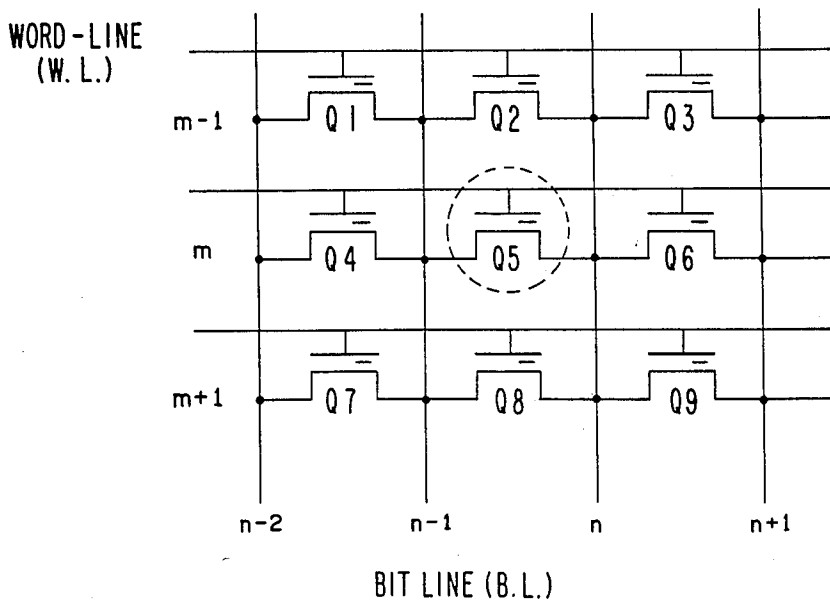 WORD-LINE
(W.L.)
m-1
Q1
Q2
Q3
m
Q4
Q5
Q6
m+1
Q7
Q8
Q9
n-2
n-1
n
n+1
BIT LINE (B.L.)